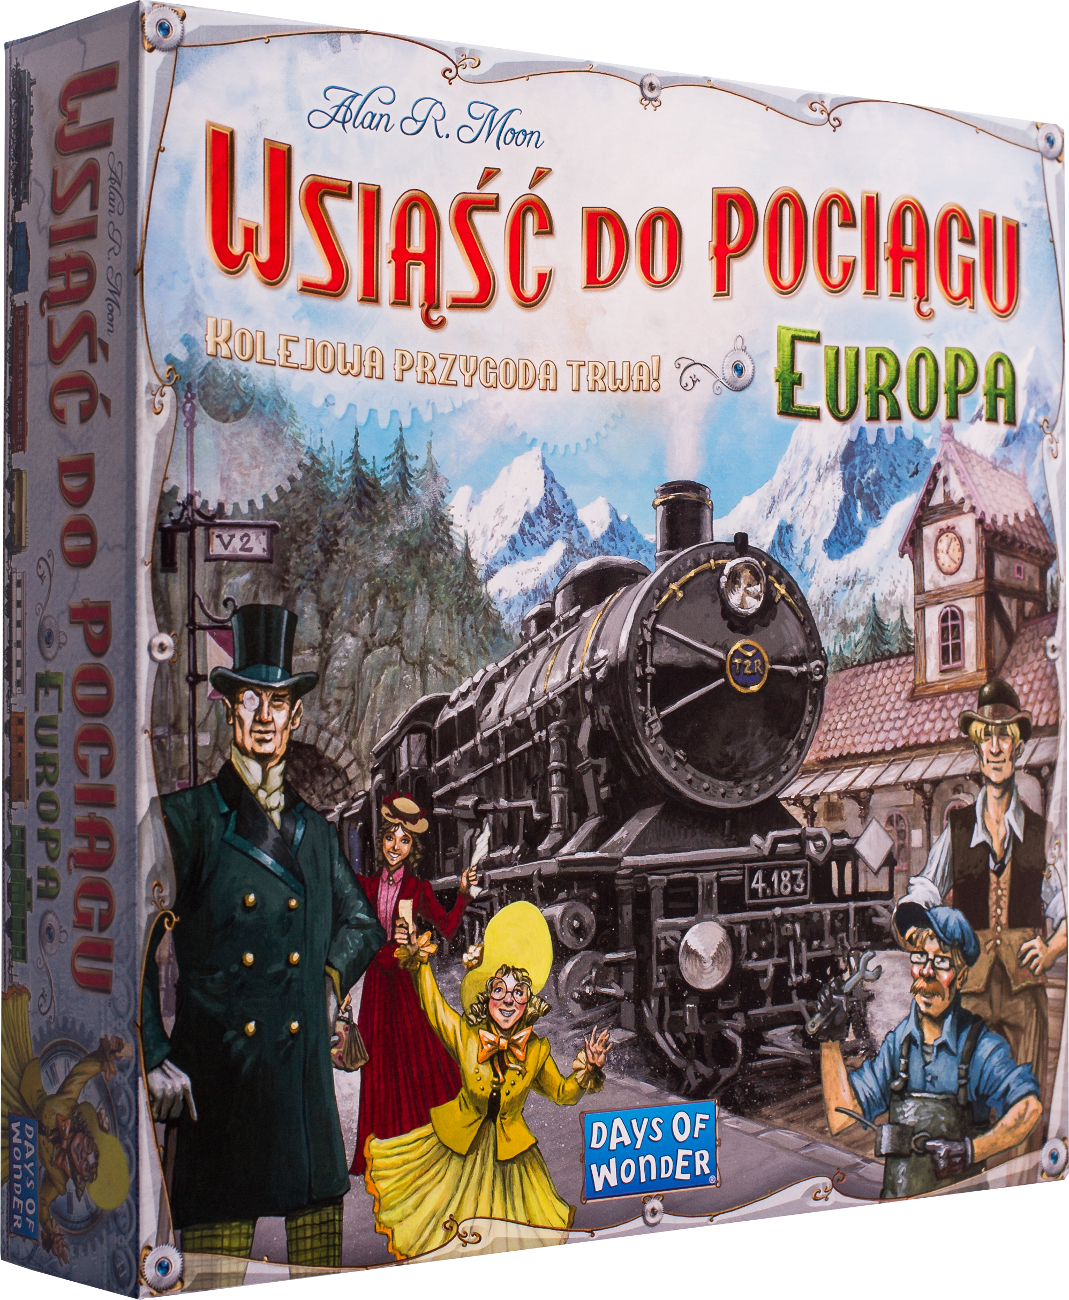 Alan R. Moon
WSIĄŚĆ DO POCIĄGU™
EUROPA
KOLEJOWA PRZYGODA TRWA!
V2
T2R
4.183
DAYS OF
WONDER®
Alan R. Moon
WSIĄŚĆ DO POCIĄGU
EUROPA
DAYS OF
WONDER